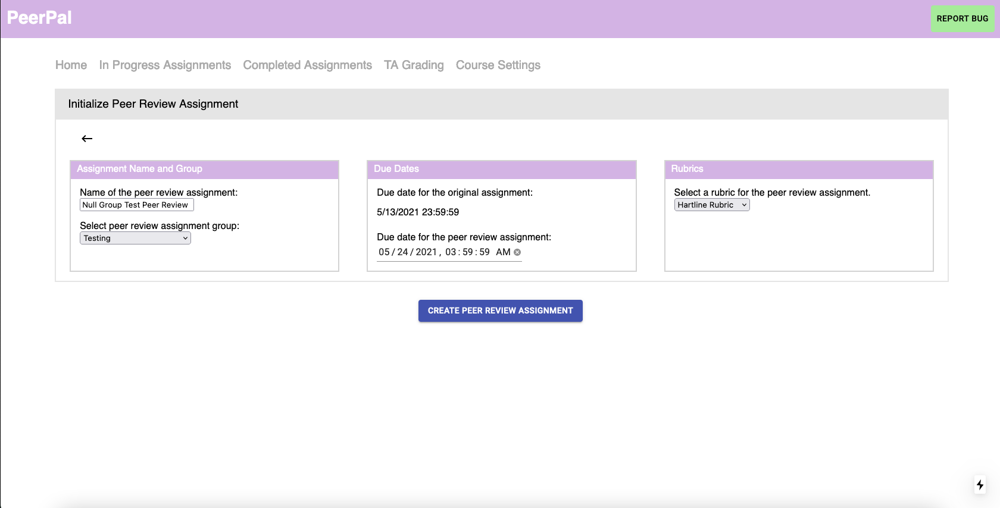 PeerPal
REPORT BUG
Home In Progress Assignments Completed Assignments TA Grading Course Settings
Initialize Peer Review Assignment
Assignment Name and Group
Name of the peer review assignment:
Null Group Test Peer Review
Select peer review assignment group:
Testing
Due Dates
Due date for the original assignment:
5/13/2021 23:59:59
Due date for the peer review assignment:
05/24/2021, 03:59:59 AM
Rubrics
Select a rubric for the peer review assignment.
Hartline Rubric
CREATE PEER REVIEW ASSIGNMENT